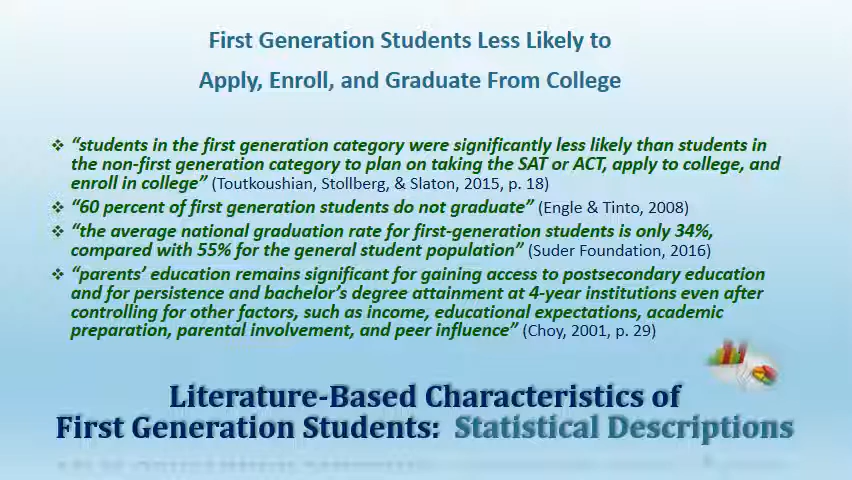 First Generation Students Less Likely to
Apply, Enroll, and Graduate From College
“students in the first generation category were significantly less likely than students in
the non-first generation category to plan on taking the SAT or ACT, apply to college, and
enroll in college” (Toutkoushian, Stollberg, & Slaton, 2015, p. 18)
“60 percent of first generation students do not graduate” (Engle & Tinto, 2008)
“the average national graduation rate for first-generation students is only 34%,
compared with 55% for the general student population” (Suder Foundation, 2016)
“parents’ education remains significant for gaining access to postsecondary education
and for persistence and bachelor’s degree attainment at 4-year institutions even after
controlling for other factors, such as income, educational expectations, academic
preparation, parental involvement, and peer influence” (Choy, 2001, p. 29)
Literature-Based Characteristics of
First Generation Students: Statistical Descriptions